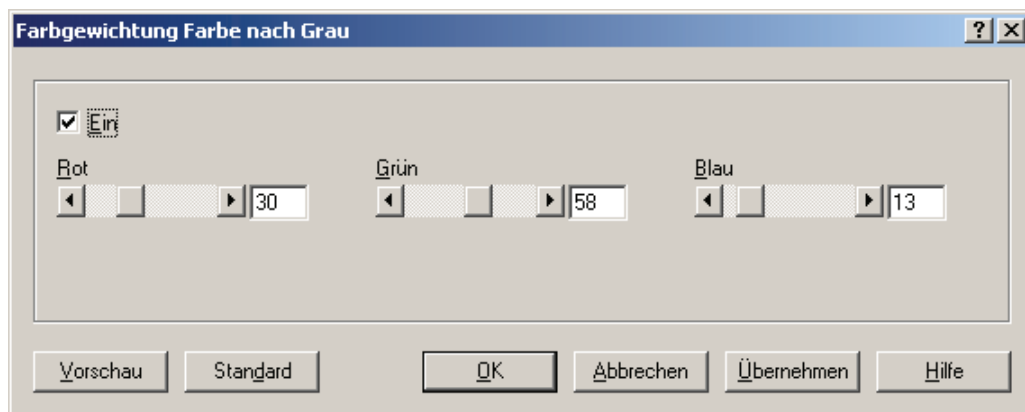 Farbgewichtung Farbe nach Grau
Ein
Rot Grün Blau
30 58 13
Vorschau Standard OK Abbrechen Übernehmen Hilfe